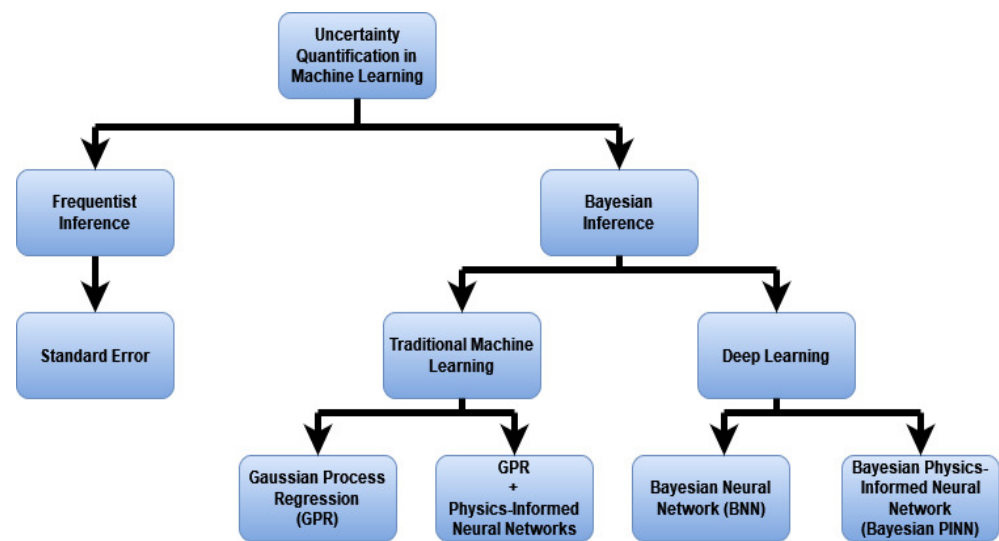 Uncertainty
Quantification in
Machine Learning
Frequentist
Inference
Bayesian
Inference
Standard Error
Traditional Machine
Learning
Deep Learning
Gaussian Process
Regression
(GPR)
GPR
+
Physics-Informed
Neural Networks
Bayesian Neural
Network (BNN)
Bayesian Physics-
Informed Neural
Network
(Bayesian PINN)